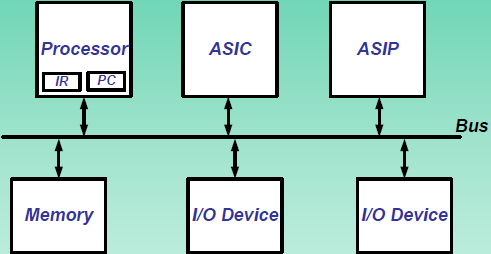 Processor
IR
PC
ASIC
ASIP
Bus
Memory
I/O Device
I/O Device